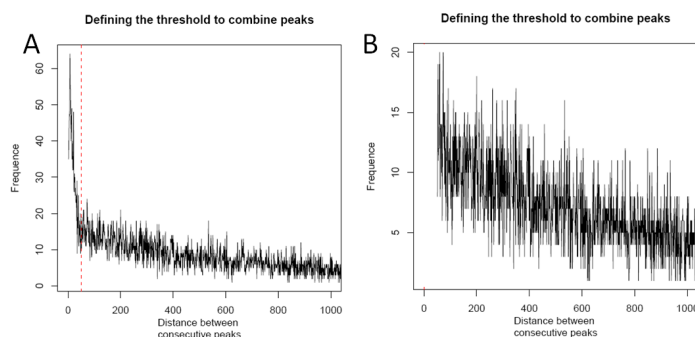 A
Defining the threshold to combine peaks
Frequence
60
50
40
30
20
10
0
0 200 400 600 800 1000
Distance between
consecutive peaks
B
Defining the threshold to combine peaks
Frequence
20
15
10
5
0 200 400 600 800 1000
Distance between
consecutive peaks